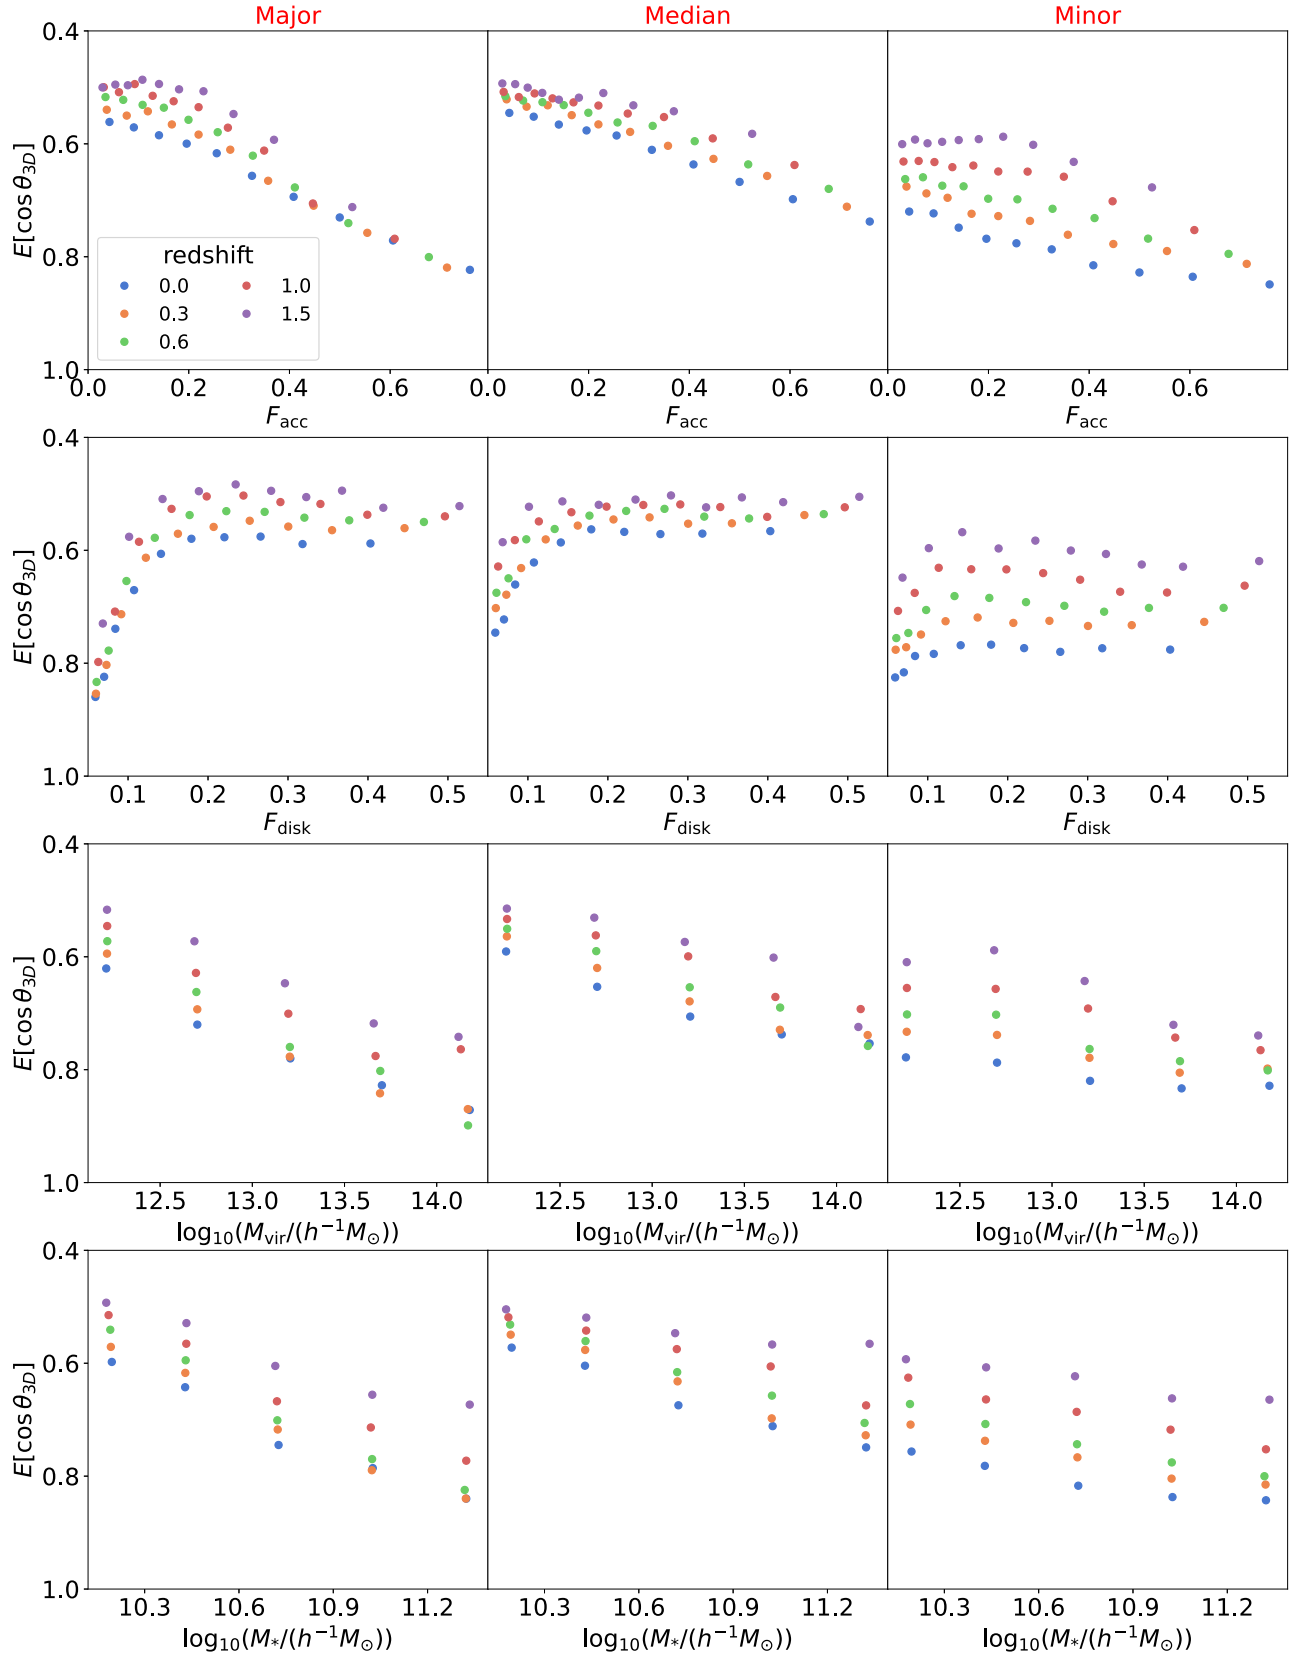 Major Median Minor
0.4
0.6
0.8
1.0
E[cos θ3D]
redshift
0.0 1.0
0.3 1.5
0.6
0.0 0.2 0.4 0.6 0.0 0.2 0.4 0.6 0.0 0.2 0.4 0.6
Facc Facc Facc
0.4
0.6
0.8
1.0
E[cos θ3D]
0.1 0.2 0.3 0.4 0.5 0.1 0.2 0.3 0.4 0.5 0.1 0.2 0.3 0.4 0.5
Fdisk Fdisk Fdisk
0.4
0.6
0.8
1.0
E[cos θ3D]
12.5 13.0 13.5 14.0 12.5 13.0 13.5 14.0 12.5 13.0 13.5 14.0
log10(Mvir/(h−1M⊙)) log10(Mvir/(h−1M⊙)) log10(Mvir/(h−1M⊙))
0.4
0.6
0.8
1.0
E[cos θ3D]
10.3 10.6 10.9 11.2 10.3 10.6 10.9 11.2 10.3 10.6 10.9 11.2
log10(M*/(h−1M⊙)) log10(M*/(h−1M⊙)) log10(M*/(h−1M⊙))